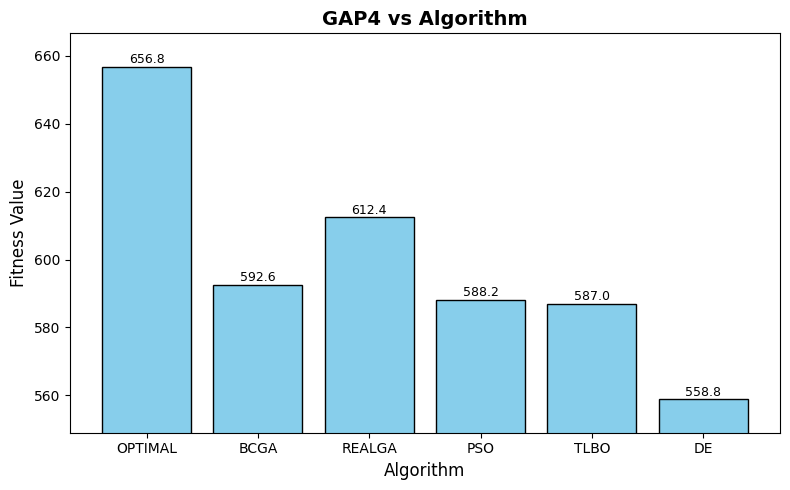 GAP4 vs Algorithm
Fitness Value
660
640
620
600
580
560
656.8
592.6
612.4
588.2
587.0
558.8
OPTIMAL
BCGA
REALGA
PSO
TLBO
DE
Algorithm